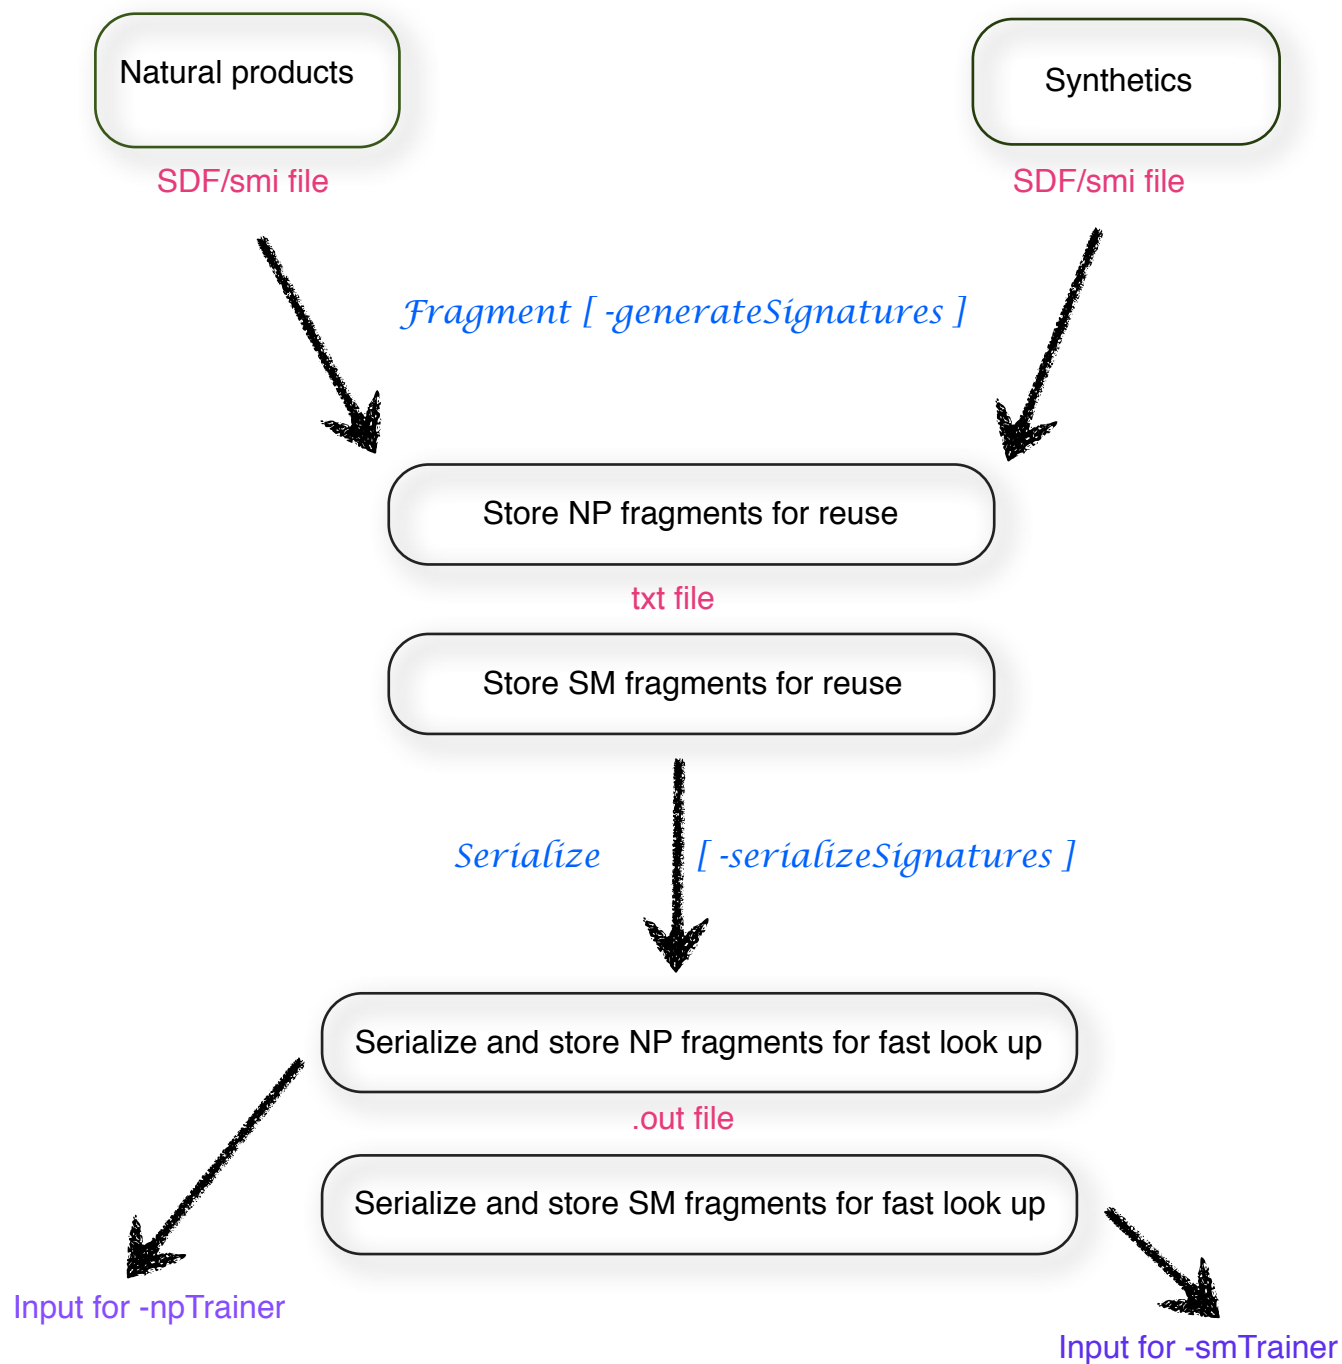 Natural products
Synthetics
SDF/smi file
SDF/smi file
Fragment [ -generateSignatures ]
Store NP fragments for reuse
txt file
Store SM fragments for reuse
Serialize [ -serializeSignatures ]
Serialize and store NP fragments for fast look up
.out file
Serialize and store SM fragments for fast look up
Input for -npTrainer
Input for -smTrainer